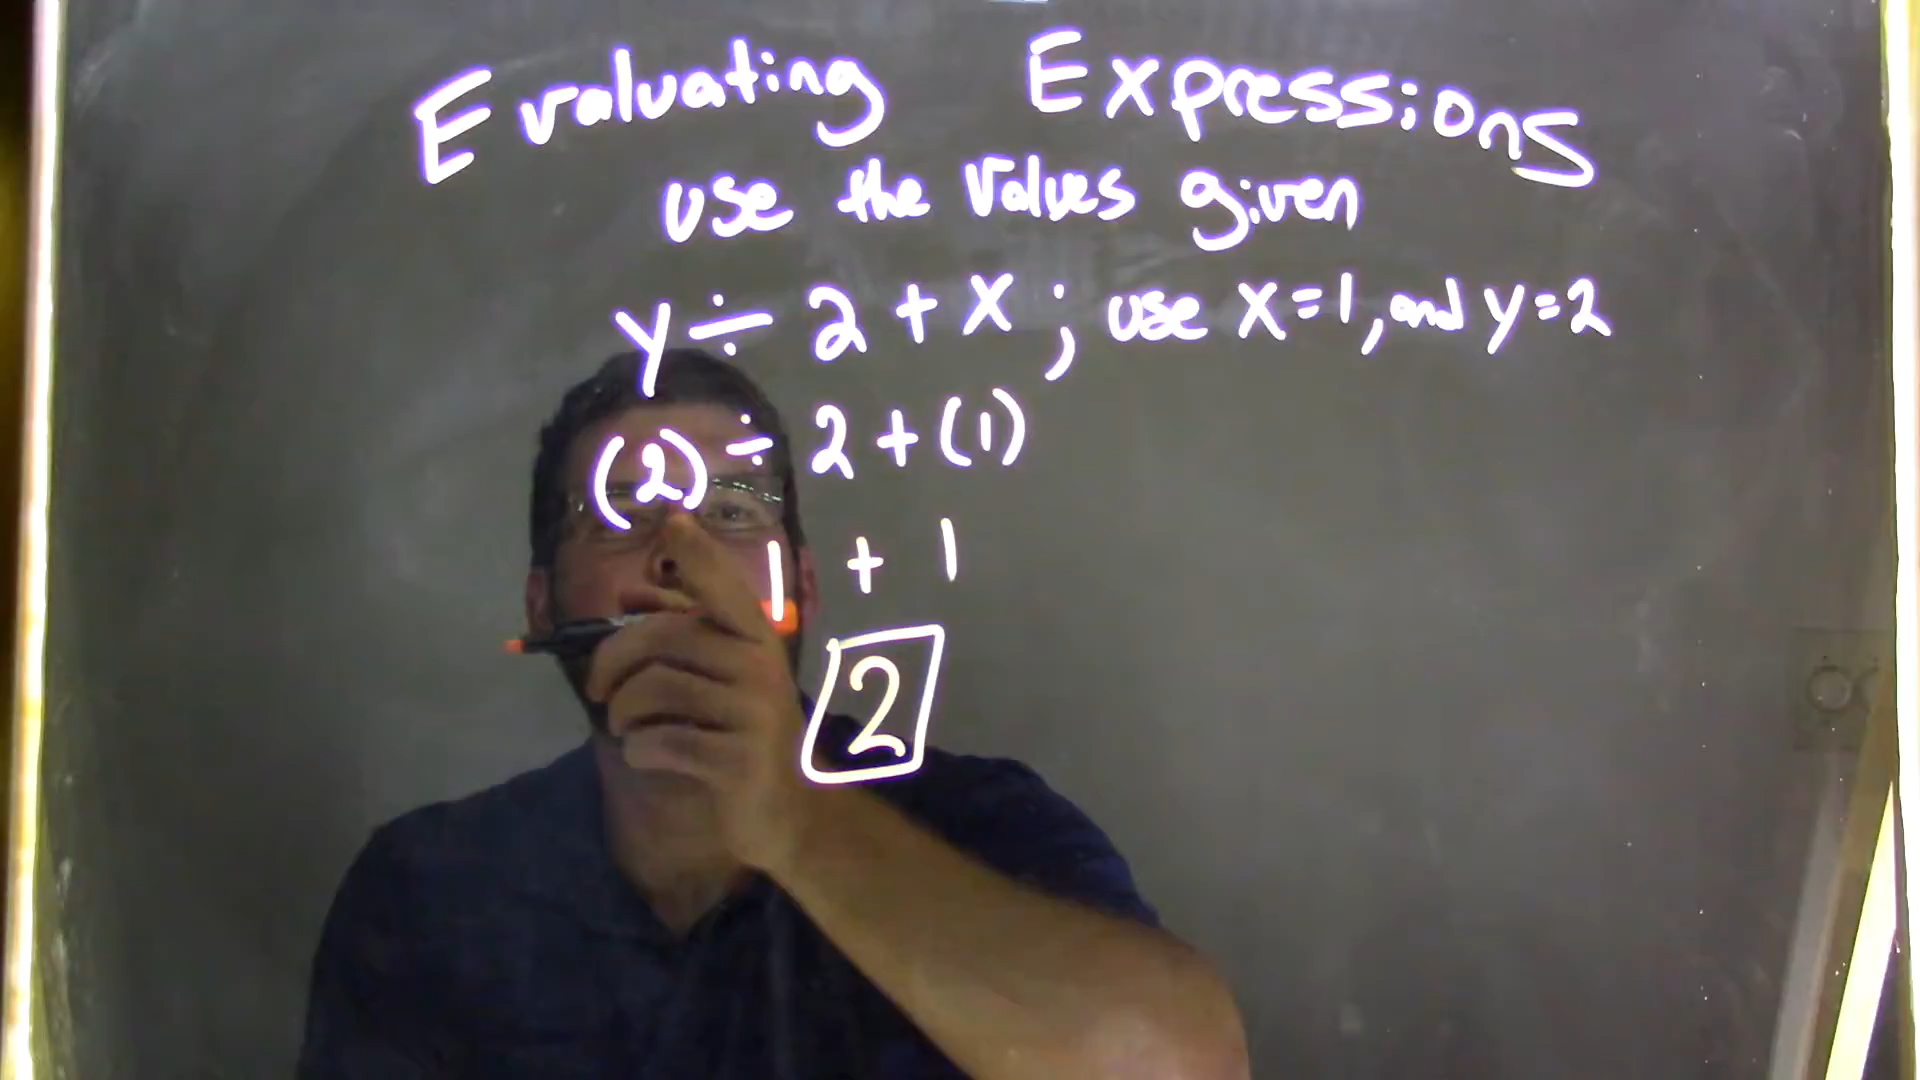 Evaluating Expressions
use the values given
y ÷ 2 + x ; use x=1, and y=2
(2) ÷ 2 + (1)
1 + 1
2